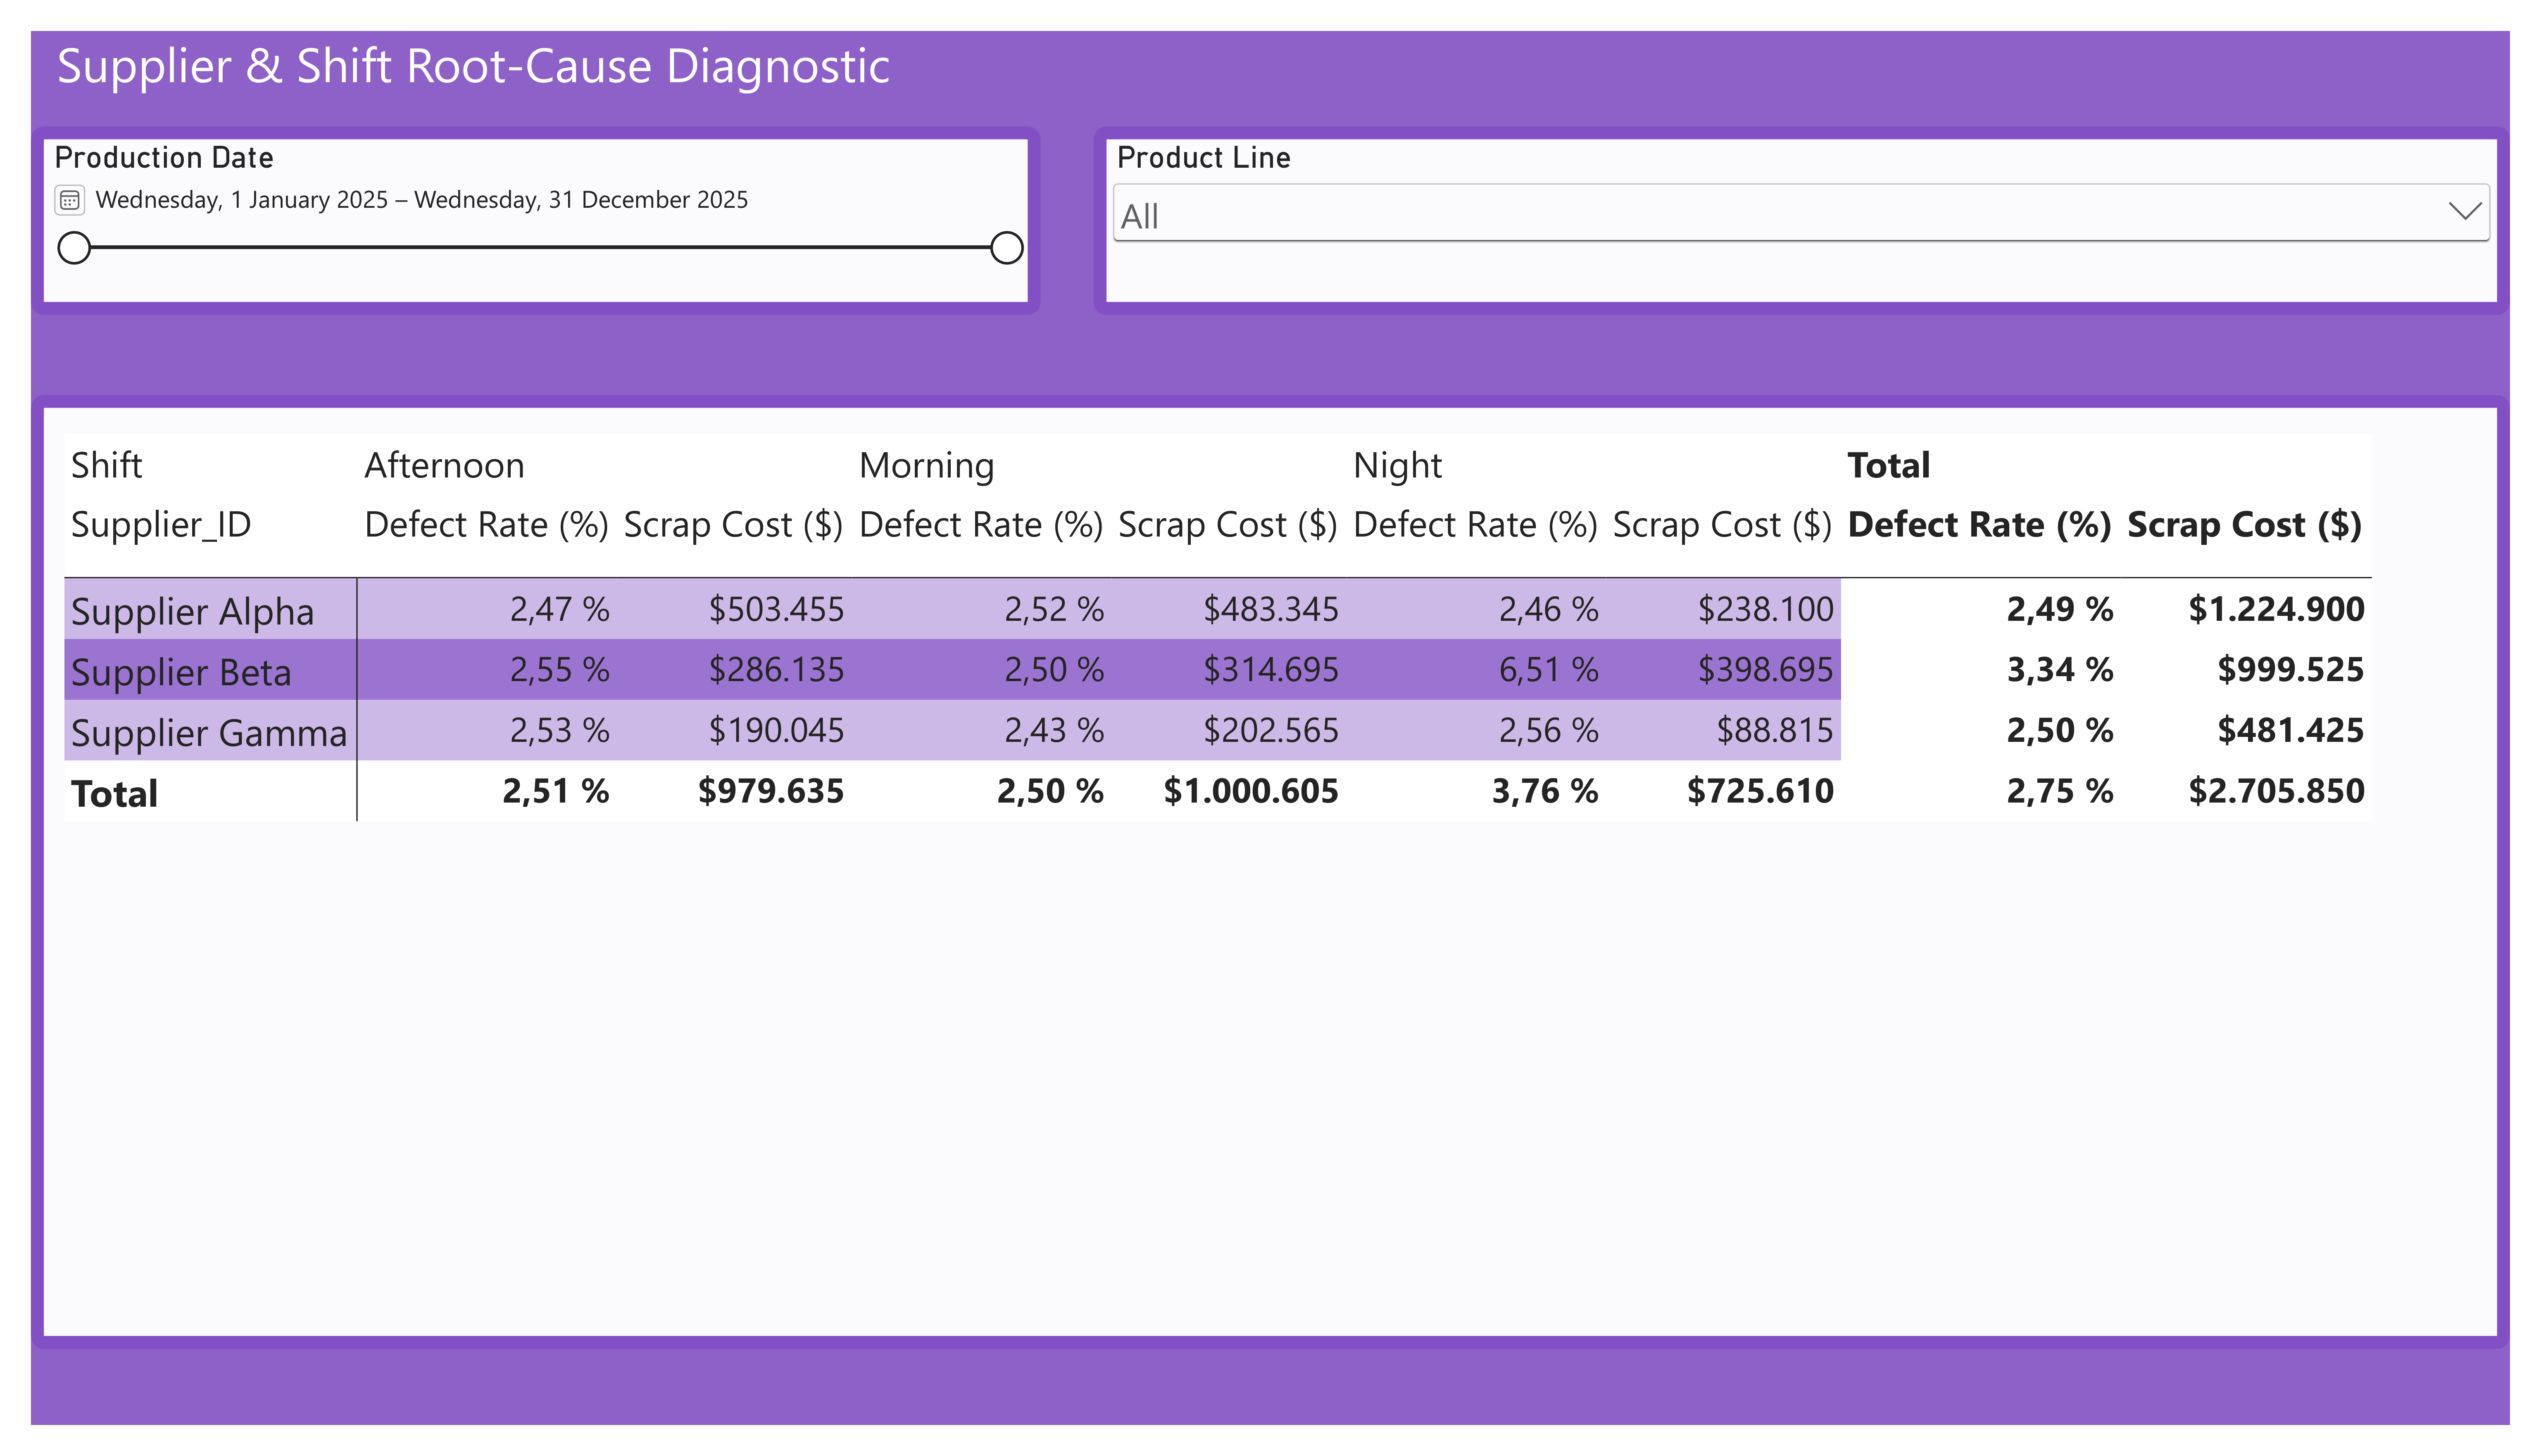 Supplier & Shift Root-Cause Diagnostic
Production Date
Wednesday, 1 January 2025 – Wednesday, 31 December 2025
Product Line
All
Shift Afternoon Morning Night Total
Supplier_ID Defect Rate (%) Scrap Cost ($) Defect Rate (%) Scrap Cost ($) Defect Rate (%) Scrap Cost ($) Defect Rate (%) Scrap Cost ($)
Supplier Alpha 2,47 % $503.455 2,52 % $483.345 2,46 % $238.100 2,49 % $1.224.900
Supplier Beta 2,55 % $286.135 2,50 % $314.695 6,51 % $398.695 3,34 % $999.525
Supplier Gamma 2,53 % $190.045 2,43 % $202.565 2,56 % $88.815 2,50 % $481.425
Total 2,51 % $979.635 2,50 % $1.000.605 3,76 % $725.610 2,75 % $2.705.850